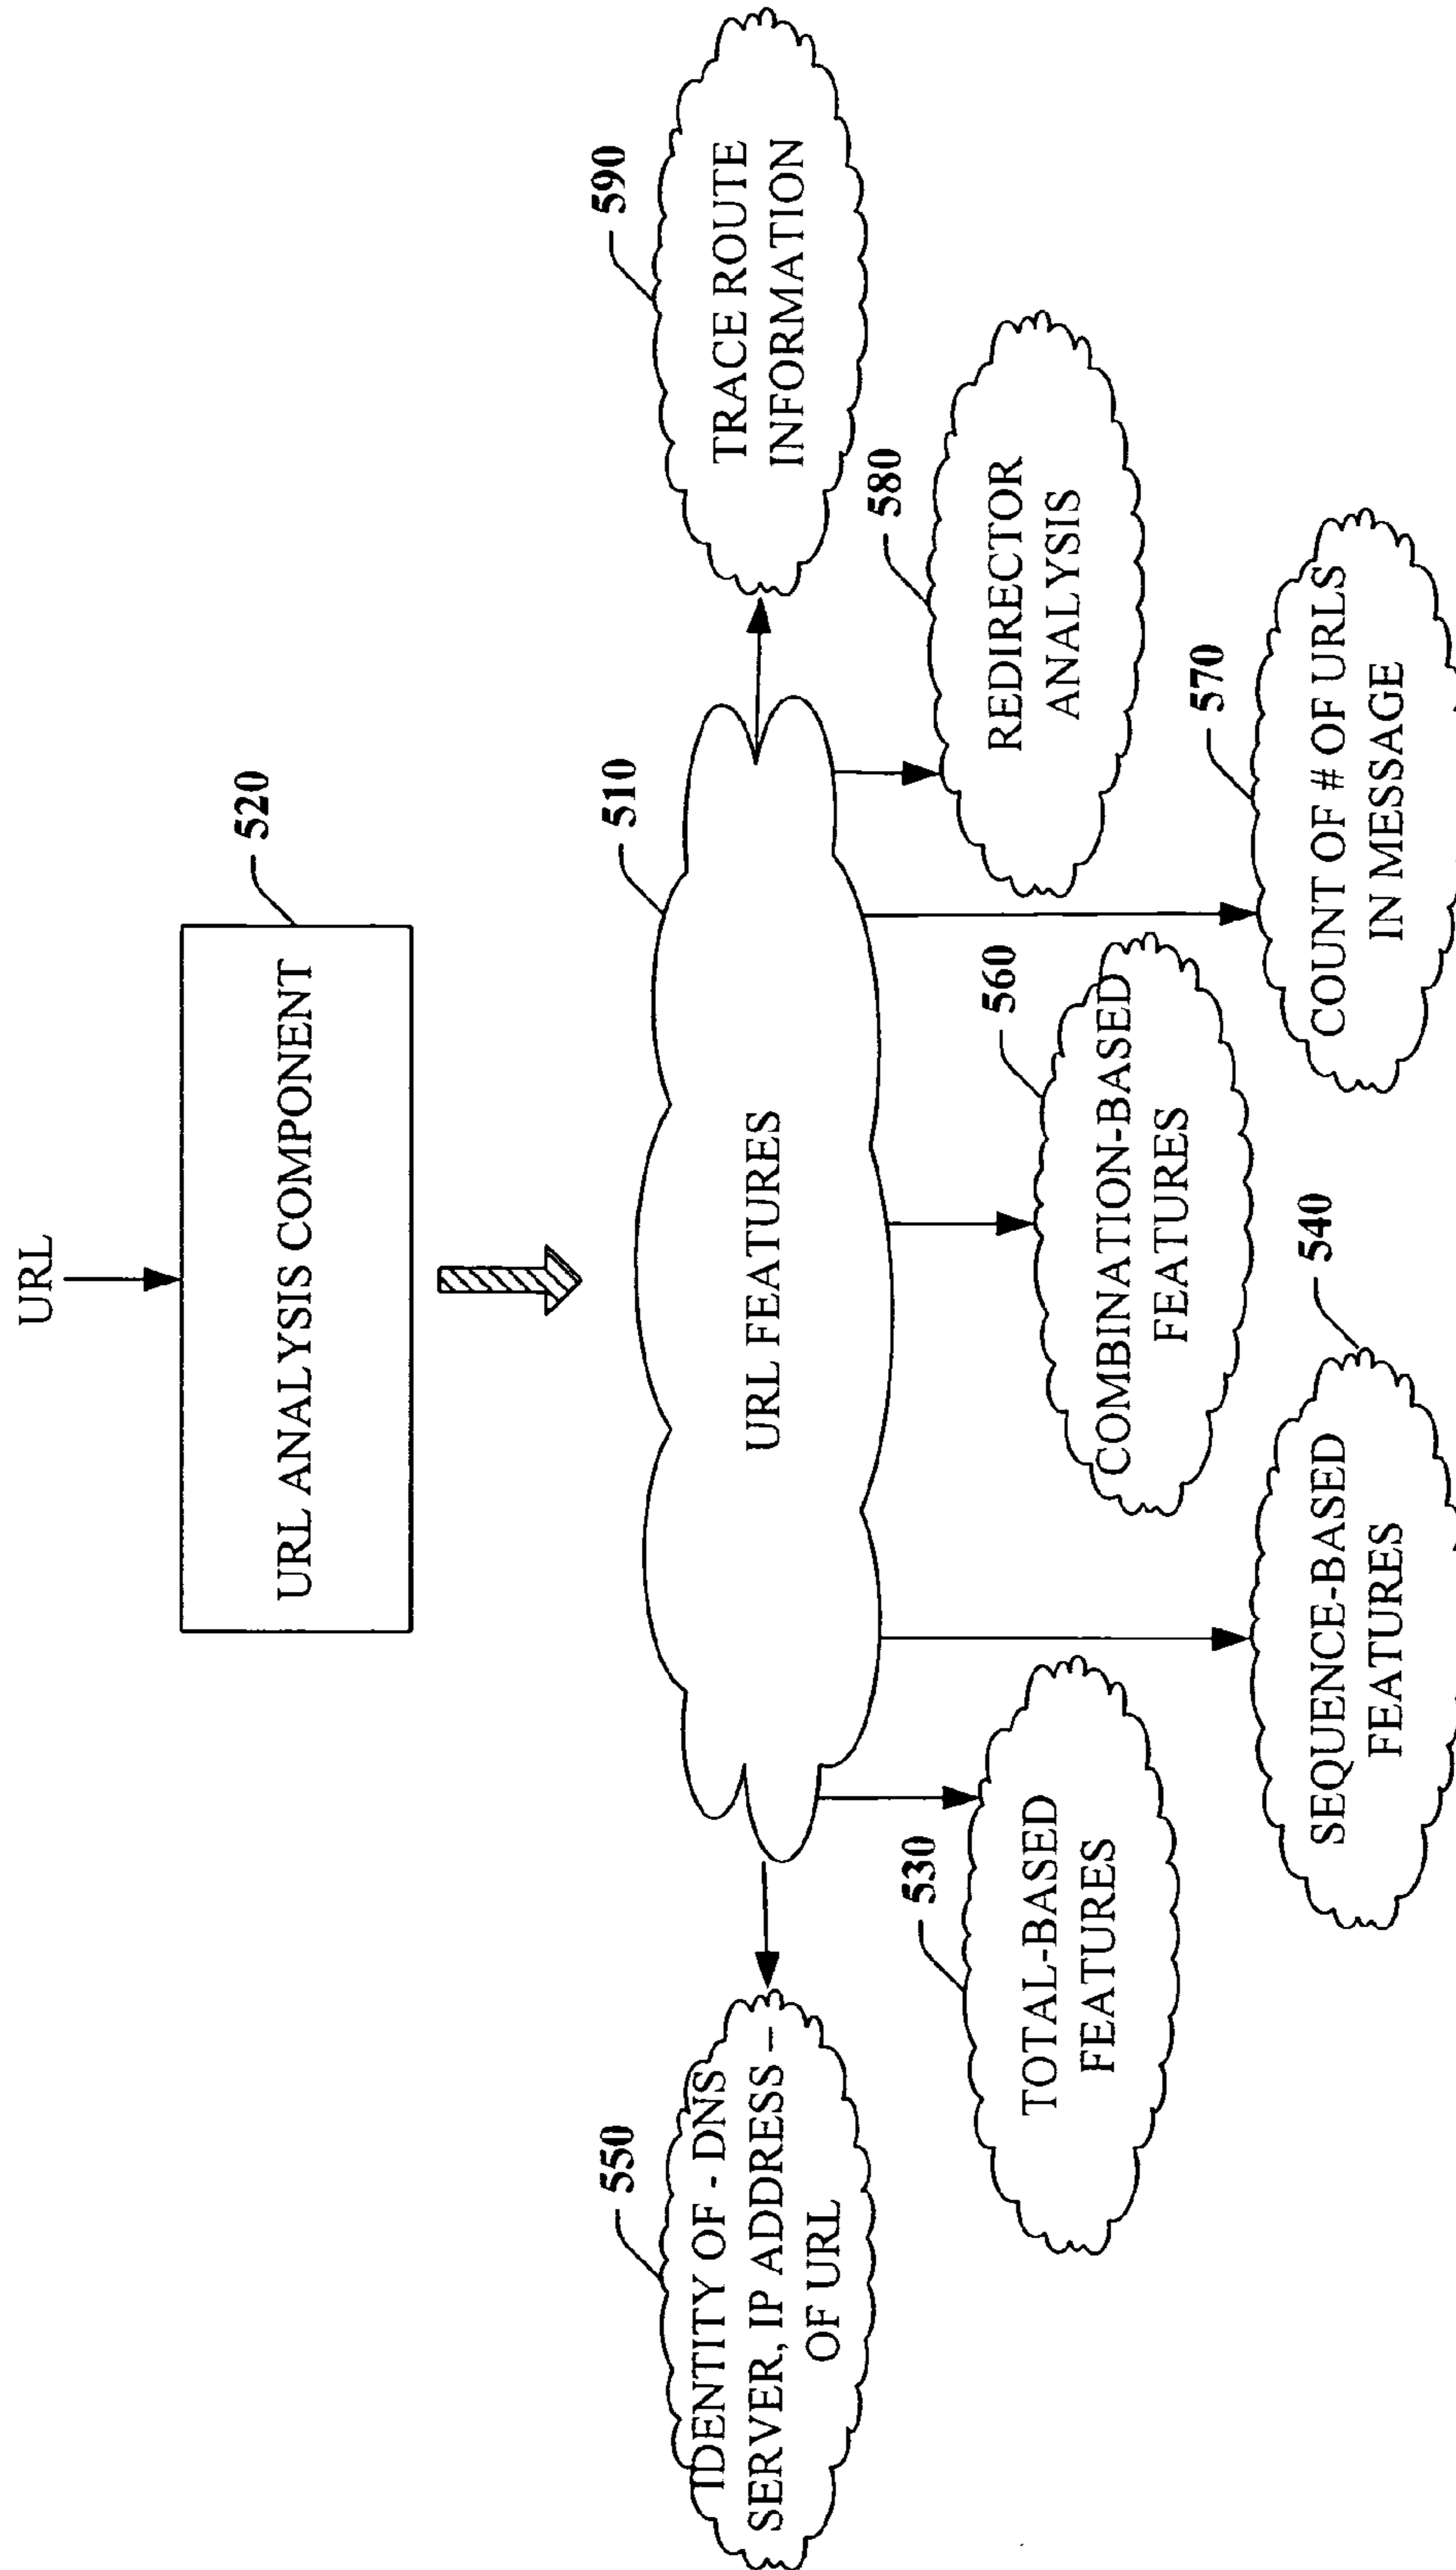 URL
URL ANALYSIS COMPONENT
520
URL FEATURES
510
550
IDENTITY OF - DNS
SERVER, IP ADDRESS –
OF URL
530
TOTAL-BASED
FEATURES
SEQUENCE-BASED
FEATURES
540
COMBINATION-BASED
FEATURES
560
COUNT OF # OF URLS
IN MESSAGE
570
REDIRECTOR
ANALYSIS
580
TRACE ROUTE
INFORMATION
590